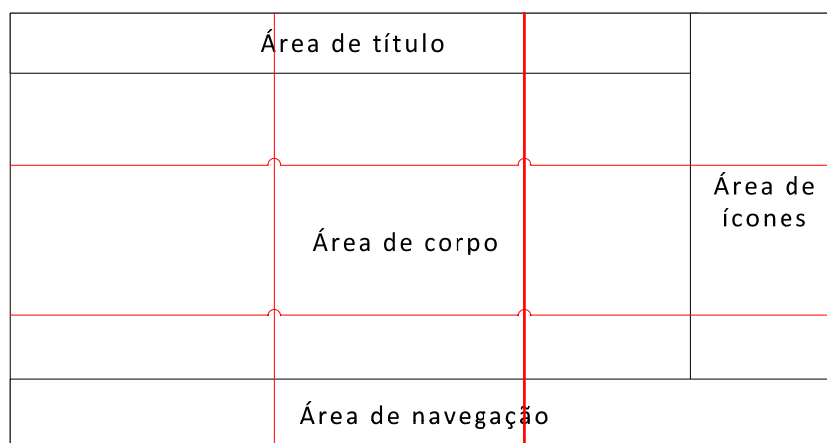 Área de título
Área de
ícones
Área de corpo
Área de navegação